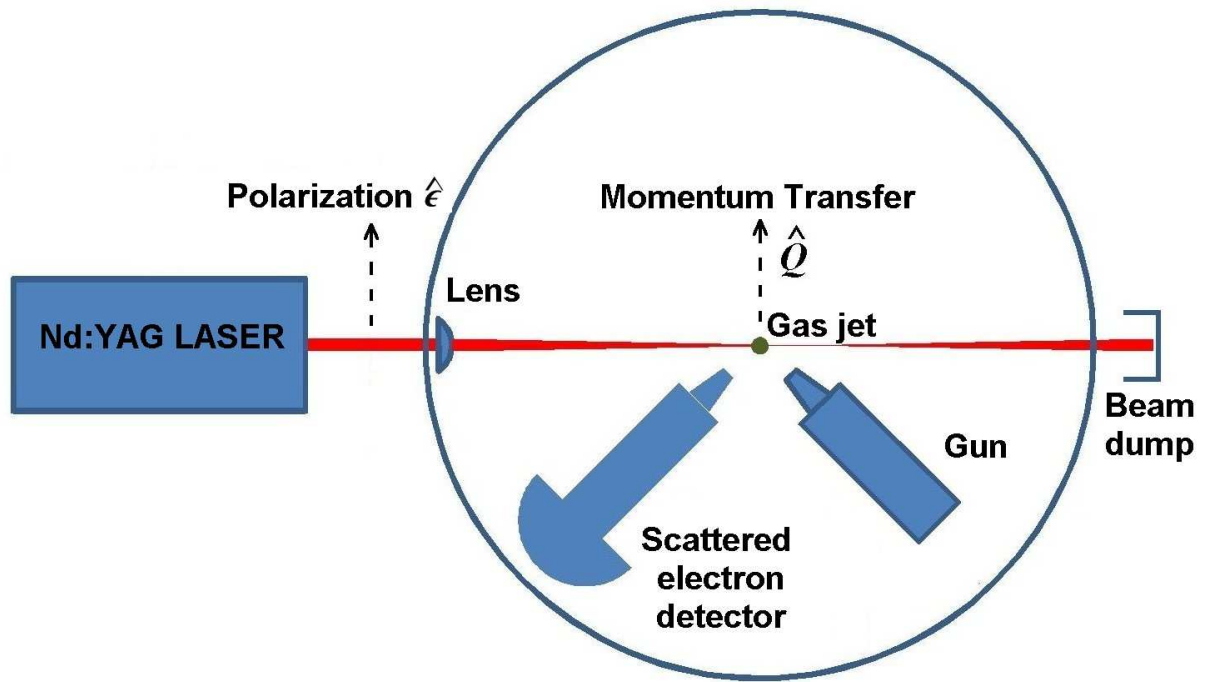 Polarization ε̂
Momentum Transfer
Q̂
Lens
Nd:YAG LASER
Gas jet
Beam
dump
Gun
Scattered
electron
detector